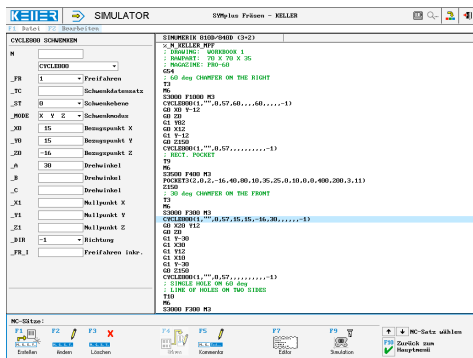 KELLER SIMULATOR SYMplus Fräsen - KELLER
F1 Datei F2 Bearbeiten
CYCLE800 SCHWENKEN
N
CYCLE800
_FR 1 Freifahren
_TC Schwenkdatensatz
_ST 0 Schwenkebene
_MODE X Y Z Schwenkmodus
_X0 15 Bezugspunkt X
_Y0 15 Bezugspunkt Y
_Z0 -16 Bezugspunkt Z
_A 30 Drehwinkel
_B Drehwinkel
_C Drehwinkel
_X1 Nullpunkt X
_Y1 Nullpunkt Y
_Z1 Nullpunkt Z
_DIR -1 Richtung
_FR_I Freifahren inkr.
SINUMERIK 810D/840D (3+2)
%_N_KELLER_MPF
; DRAWING: WORKBOOK 1
; RAWPART: 70 X 70 X 35
; MAGAZINE: PRO-60
G54
; 60 deg CHAMFER ON THE RIGHT
T3
M6
S3000 F1000 M3
CYCLE800(1,"",0,57,60,,,,60,,,,,-1)
G0 X0 Y-12
G0 Z0
G1 Y82
G0 X12
G1 Y-12
G0 Z150
CYCLE800(1,"",0,57,,,,,,,,,,-1)
; RECT. POCKET
T9
M6
S3500 F400 M3
POCKET3(2,0,2,-16,40,80,10,35,25,0,10,0,0,400,200,3,11)
Z150
; 30 deg CHAMFER ON THE FRONT
T3
M6
S3000 F300 M3
CYCLE800(1,"",0,57,15,15,-16,30,,,,,,-1)
G0 X20 Y12
G0 Z0
G1 Y-30
G1 X30
G1 Y12
G1 X10
G1 Y-30
G0 Z150
CYCLE800(1,"",0,57,,,,,,,,,,-1)
; SINGLE HOLE ON 60 deg
; LINE OF HOLES ON TWO SIDES
T10
M6
S3000 F300 M3
NC-Sätze:
F1 Erstellen
F2 Ändern
F3 Löschen
F4
F5 Kommentar
F7 Editor
F9 Simulation
NC-Satz wählen
F10 Zurück zum
Hauptmenü